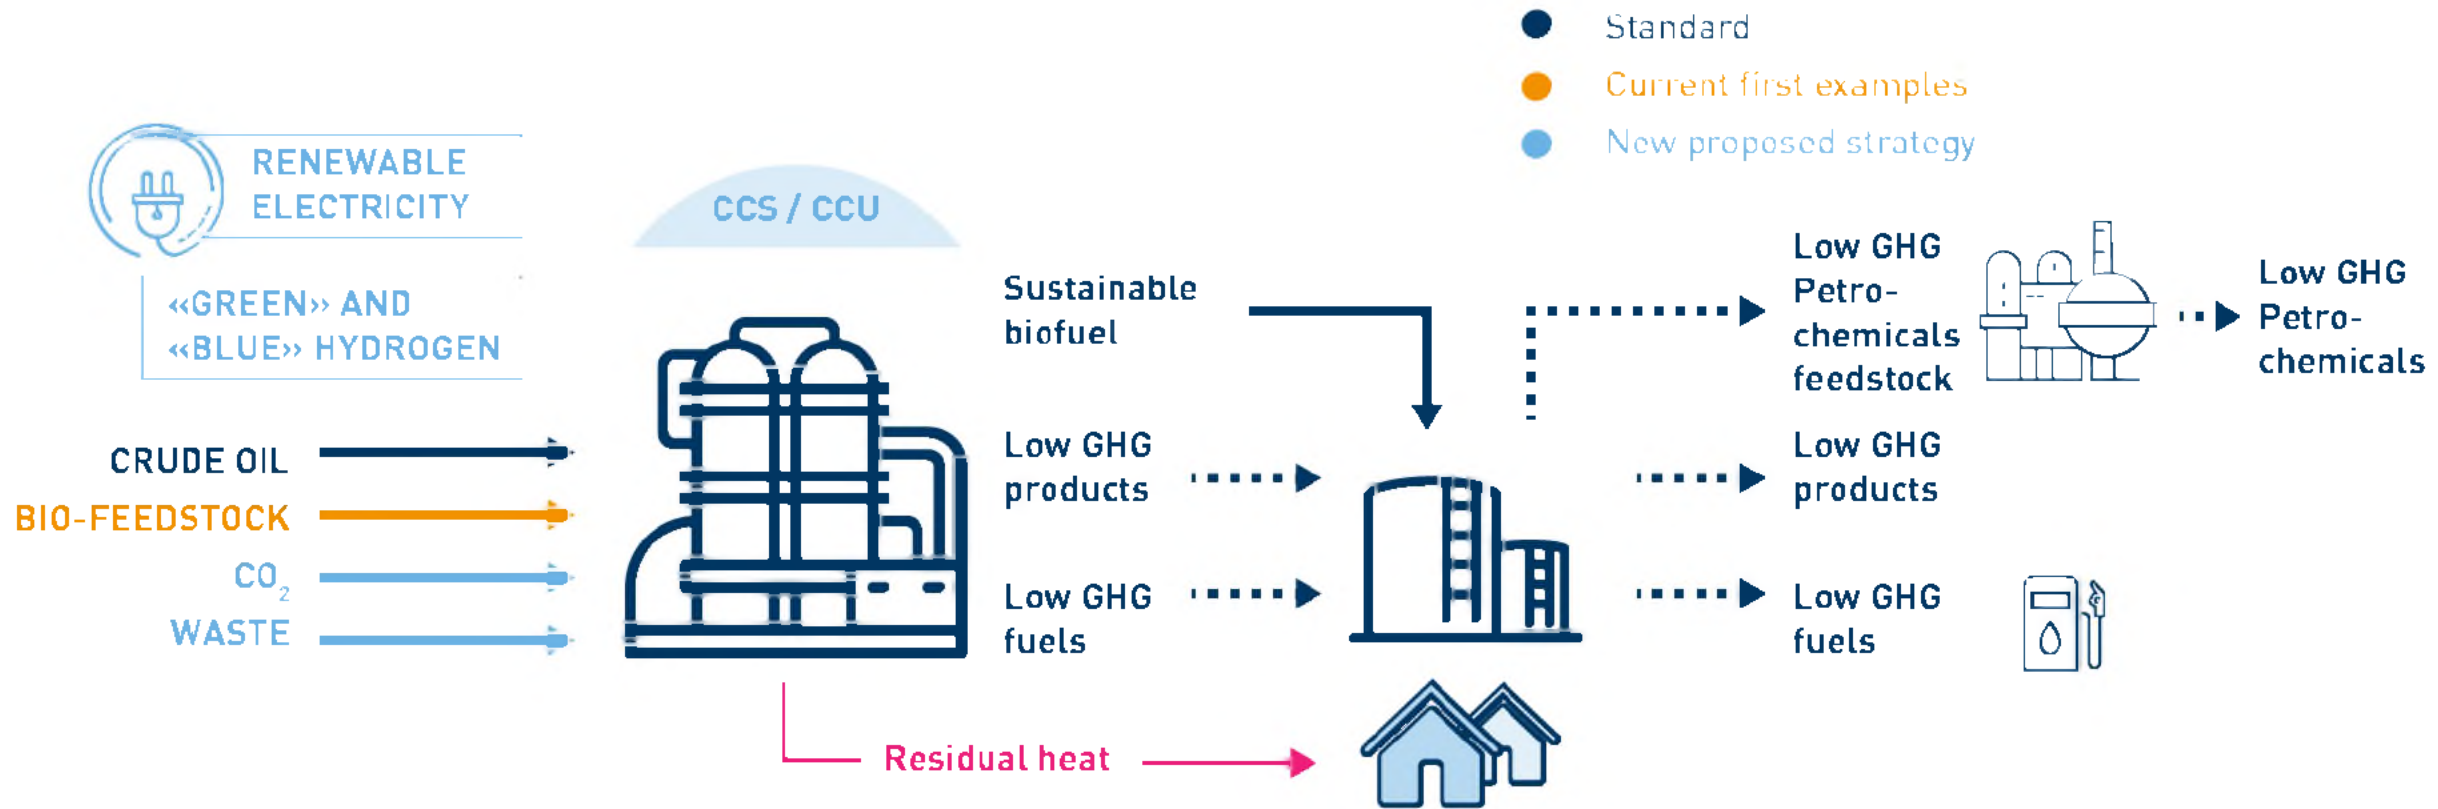 Standard
Current first examples
New proposed strategy
RENEWABLE
ELECTRICITY
«GREEN» AND
«BLUE» HYDROGEN
CCS / CCU
CRUDE OIL
BIO-FEEDSTOCK
CO₂
WASTE
Sustainable
biofuel
Low GHG
products
Low GHG
fuels
Residual heat
Low GHG
Petro-
chemicals
feedstock
Low GHG
Petro-
chemicals
Low GHG
products
Low GHG
fuels